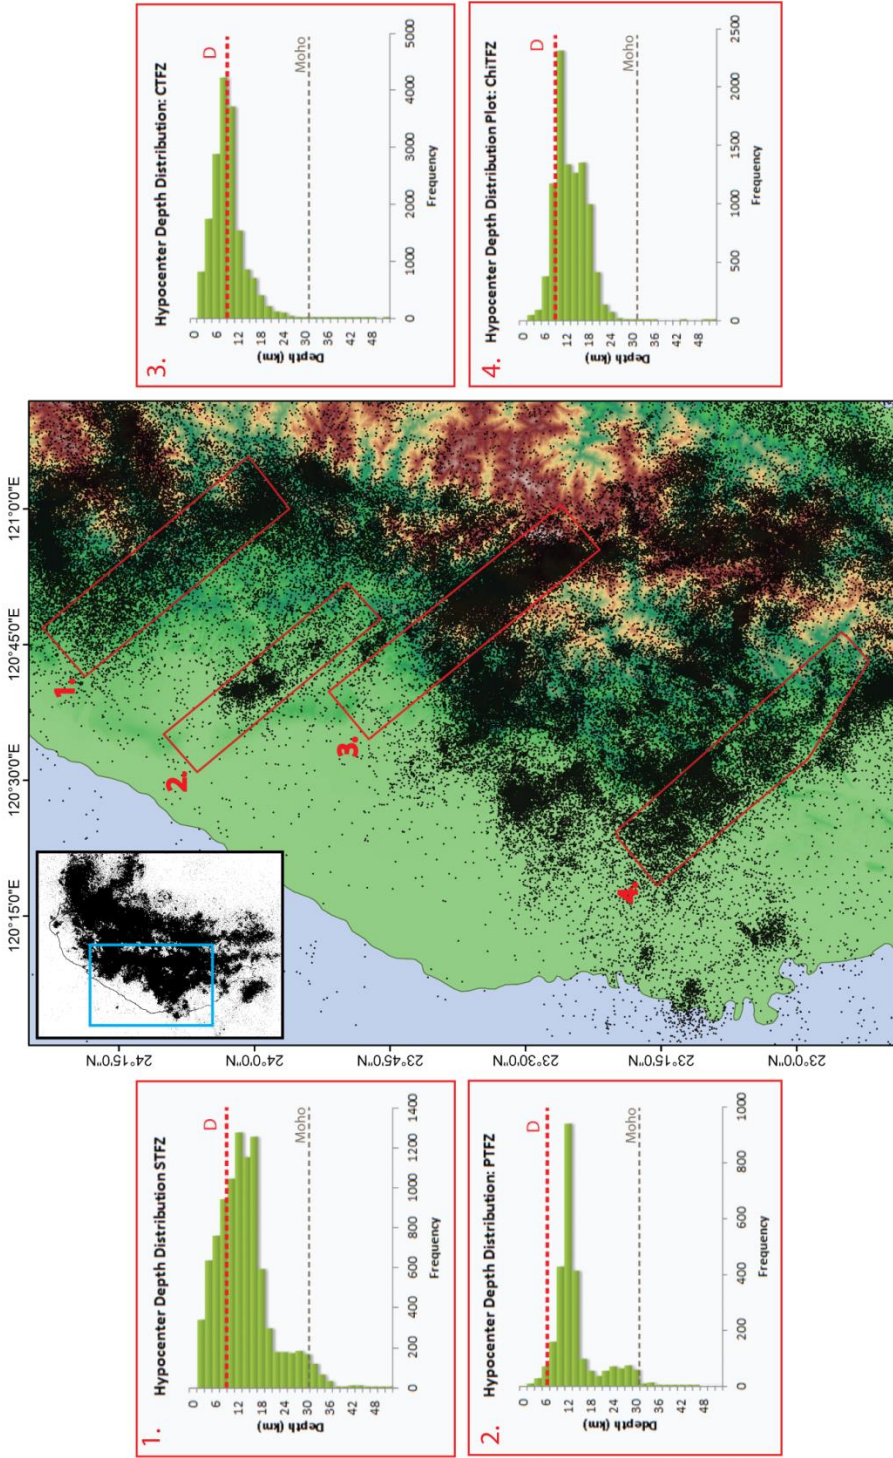 1.
Hypocenter Depth Distribution STFZ
D
Moho
Depth (km)
0
6
12
18
24
30
36
42
48
0 200 400 600 800 1000 1200 1400
Frequency
2.
Hypocenter Depth Distribution: PTFZ
D
Moho
Ddepth (km)
0
6
12
18
24
30
36
42
48
0 200 400 600 800 1000
Frequency
120°15'0"E 120°30'0"E 120°45'0"E 121°0'0"E
24°15'0"N
24°0'0"N
23°45'0"N
23°30'0"N
23°15'0"N
23°0'0"N
1.
2.
3.
4.
3.
Hypocenter Depth Distribution: CTFZ
D
Moho
Depth (km)
0
6
12
18
24
30
36
42
48
0 1000 2000 3000 4000 5000
Frequency
4.
Hypocenter Depth Distribution Plot: ChiTFZ
D
Moho
Depth (km)
0
6
12
18
24
30
36
42
48
0 500 1000 1500 2000 2500
Frequency